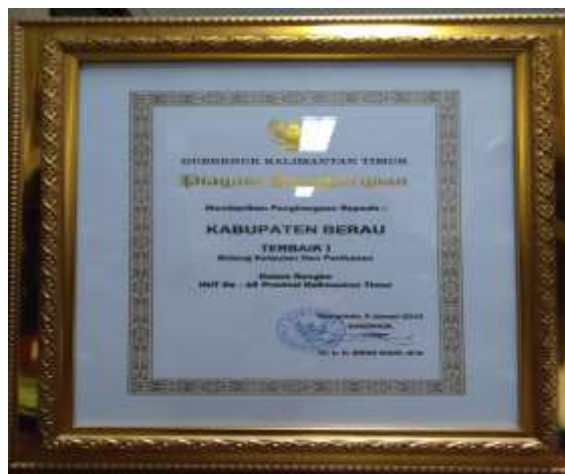 GUBERNUR KALIMANTAN TIMUR
Piagam Penghargaan
Memberikan Penghargaan Kepada :
KABUPATEN BERAU
TERBAIK I
Bidang Kelautan Dan Perikanan
Dalam Rangka
HUT Ke - Provinsi Kalimantan Timur
Januari
GUBERNUR,